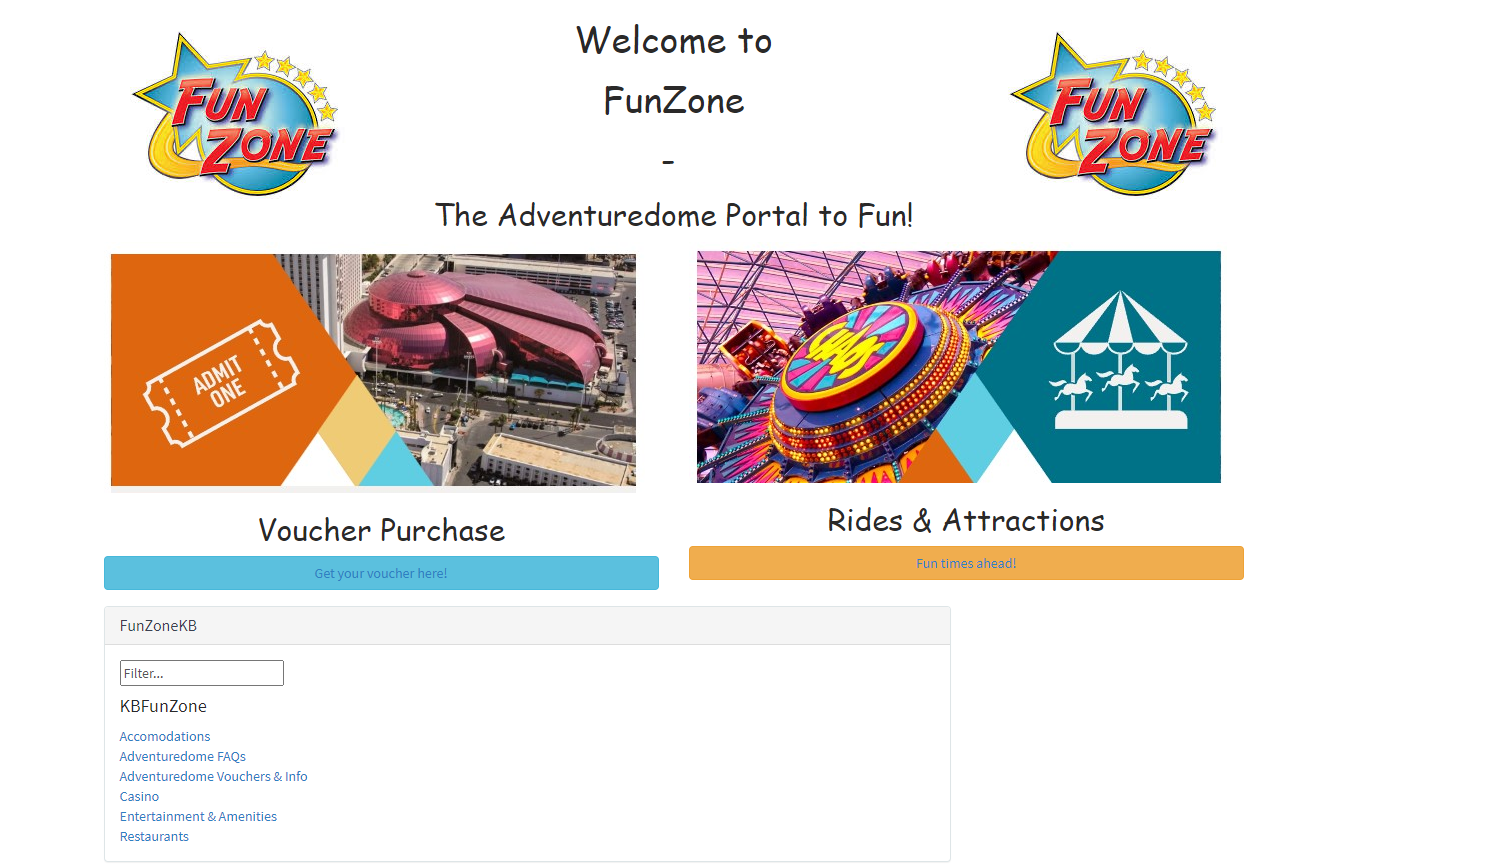 FUN
ZONE
Welcome to
FunZone
-
The Adventuredome Portal to Fun!
FUN
ZONE
ADMIT
ONE
CHAOS
Voucher Purchase
Get your voucher here!
Rides & Attractions
Fun times ahead!
FunZoneKB
Filter...
KBFunZone
Accomodations
Adventuredome FAQs
Adventuredome Vouchers & Info
Casino
Entertainment & Amenities
Restaurants